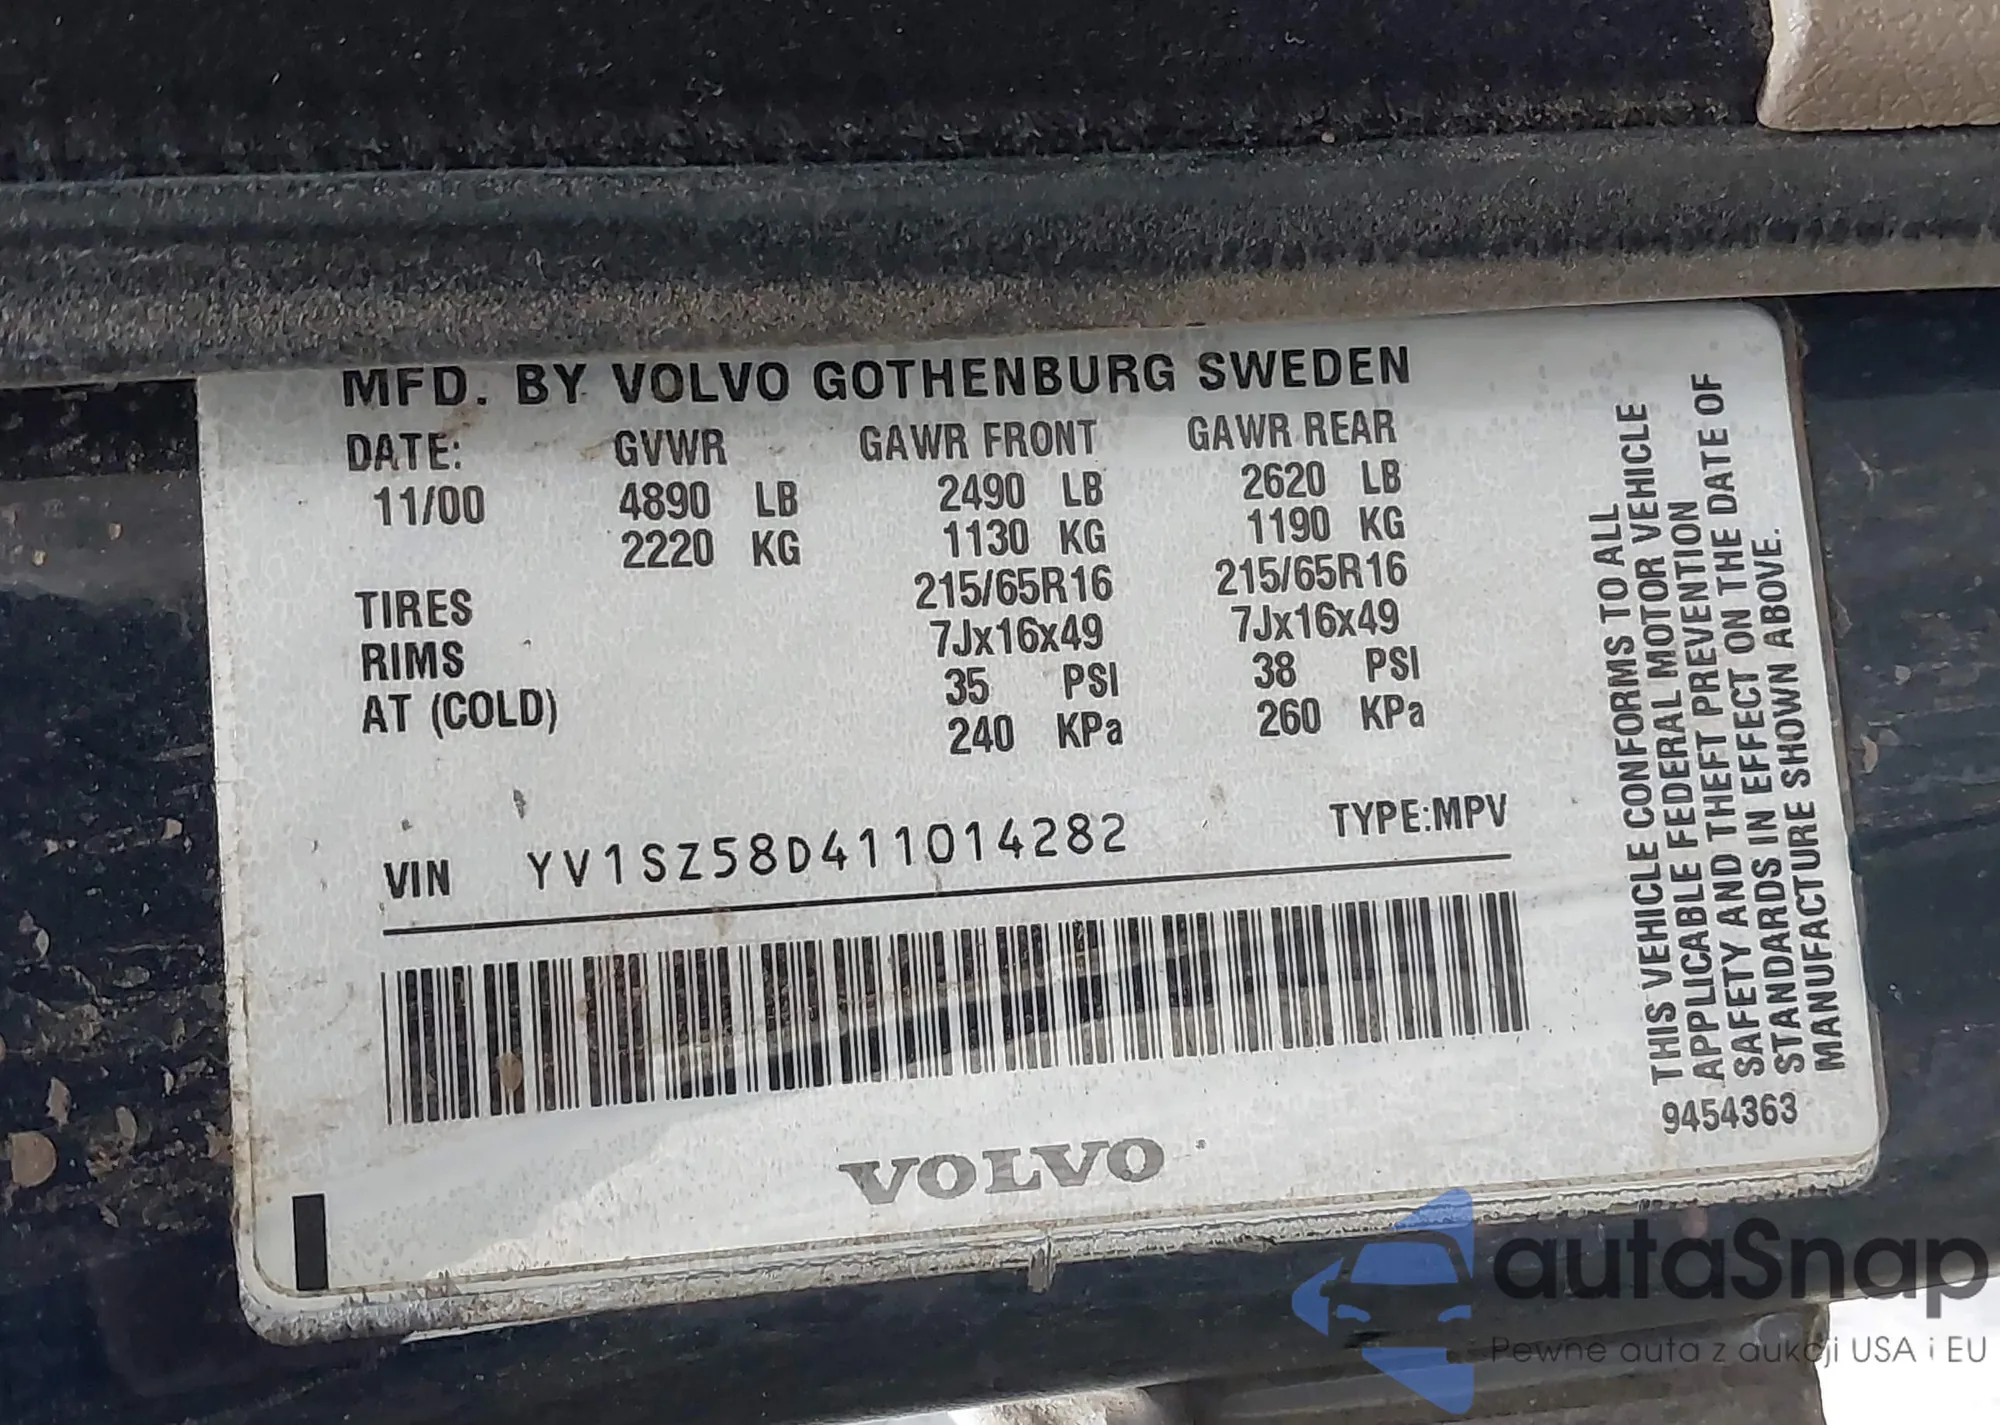 MFD. BY VOLVO GOTHENBURG SWEDEN
DATE: GVWR GAWR FRONT GAWR REAR
11/00 4890 LB 2490 LB 2620 LB
2220 KG 1130 KG 1190 KG
TIRES 215/65R16 215/65R16
RIMS 7Jx16x49 7Jx16x49
AT (COLD) 35 PSI 38 PSI
240 KPa 260 KPa
VIN YV1SZ58D411014282 TYPE:MPV
VOLVO
THIS VEHICLE CONFORMS TO ALL
APPLICABLE FEDERAL MOTOR VEHICLE
SAFETY AND THEFT PREVENTION
STANDARDS IN EFFECT ON THE DATE OF
MANUFACTURE SHOWN ABOVE.
9454363
autaSnap
Pewne auta z aukcji USA i EU